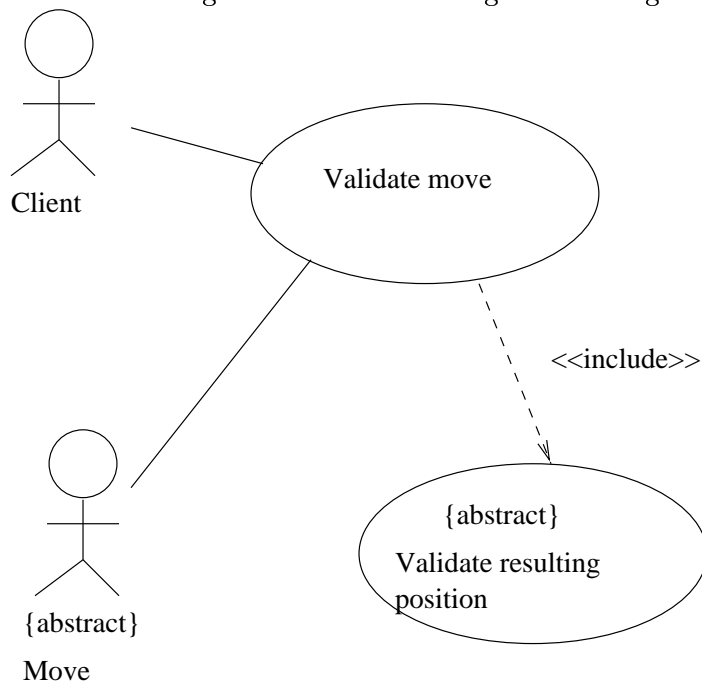 Client
Validate move
<<include>>
{abstract}
Validate resulting
position
{abstract}
Move